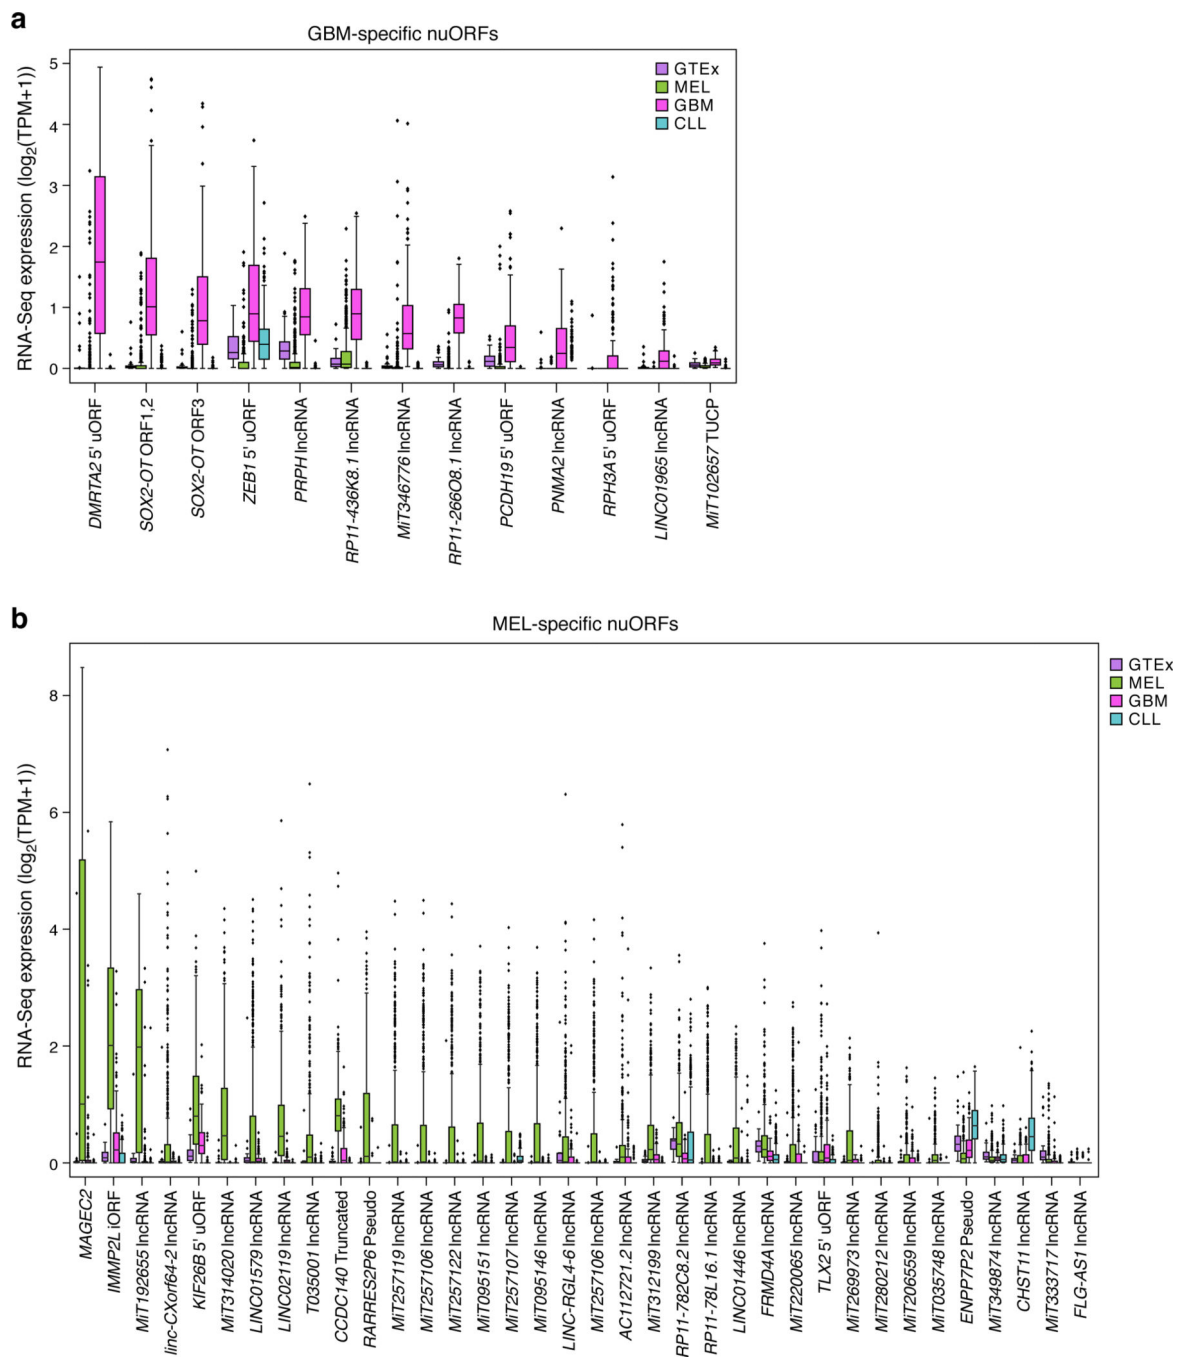 a
GBM-specific nuORFs
RNA-Seq expression (log2(TPM+1))
5
4
3
2
1
0
GTEx
MEL
GBM
CLL
DMRTA2 5' uORF
SOX2-OT ORF1,2
SOX2-OT ORF3
ZEB1 5' uORF
PRPH lncRNA
RP11-436K8.1 lncRNA
MiT346776 lncRNA
RP11-266O8.1 lncRNA
PCDH19 5' uORF
PNMA2 lncRNA
RPH3A 5' uORF
LINC01965 lncRNA
MiT102657 TUCP
b
MEL-specific nuORFs
RNA-Seq expression (log2(TPM+1))
8
6
4
2
0
GTEx
MEL
GBM
CLL
MAGEC2
IMMP2L iORF
MiT192655 lncRNA
linc-CXorf64-2 lncRNA
KIF26B 5' uORF
MiT314020 lncRNA
LINC01579 lncRNA
LINC02119 lncRNA
T035001 lncRNA
CCDC140 Truncated
RARRES2P6 Pseudo
MiT257119 lncRNA
MiT257106 lncRNA
MiT257122 lncRNA
MiT095151 lncRNA
MiT257107 lncRNA
MiT095146 lncRNA
LINC-RGL4-6 lncRNA
MiT257106 lncRNA
AC112721.2 lncRNA
MiT312199 lncRNA
RP11-782C8.2 lncRNA
RP11-78L16.1 lncRNA
LINC01446 lncRNA
FRMD4A lncRNA
MiT220065 lncRNA
TLX2 5' uORF
MiT269973 lncRNA
MiT280212 lncRNA
MiT206559 lncRNA
MiT035748 lncRNA
ENPP7P2 Pseudo
MiT349874 lncRNA
CHST11 lncRNA
MiT333717 lncRNA
FLG-AS1 lncRNA